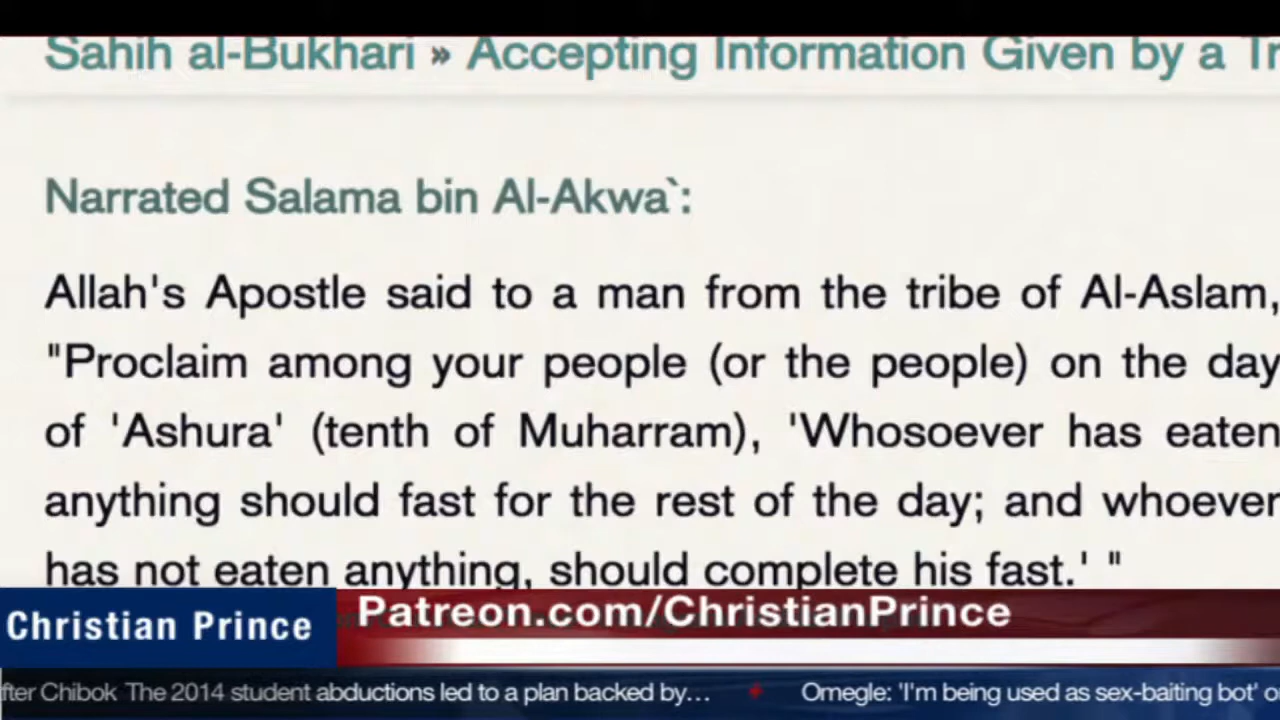 Sahih al-Bukhari » Accepting Information Given by a
Narrated Salama bin Al-Akwa`:
Allah's Apostle said to a man from the tribe of Al-Aslam,
"Proclaim among your people (or the people) on the day
of 'Ashura' (tenth of Muharram), 'Whosoever has eaten
anything should fast for the rest of the day; and whoever
has not eaten anything, should complete his fast.' "
Christian Prince
Patreon.com/ChristianPrince
fter Chibok The 2014 student abductions led to a plan backed by… Omegle: 'I'm being used as sex-baiting bot'